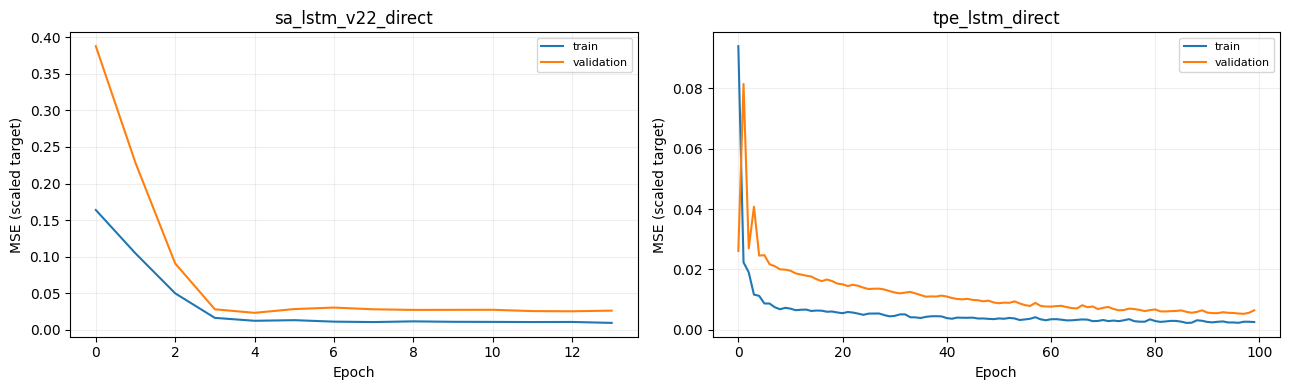 sa_lstm_v22_direct
MSE (scaled target)
0.40
0.35
0.30
0.25
0.20
0.15
0.10
0.05
0.00
train
validation
0 2 4 6 8 10 12
Epoch
tpe_lstm_direct
MSE (scaled target)
0.08
0.06
0.04
0.02
0.00
train
validation
0 20 40 60 80 100
Epoch